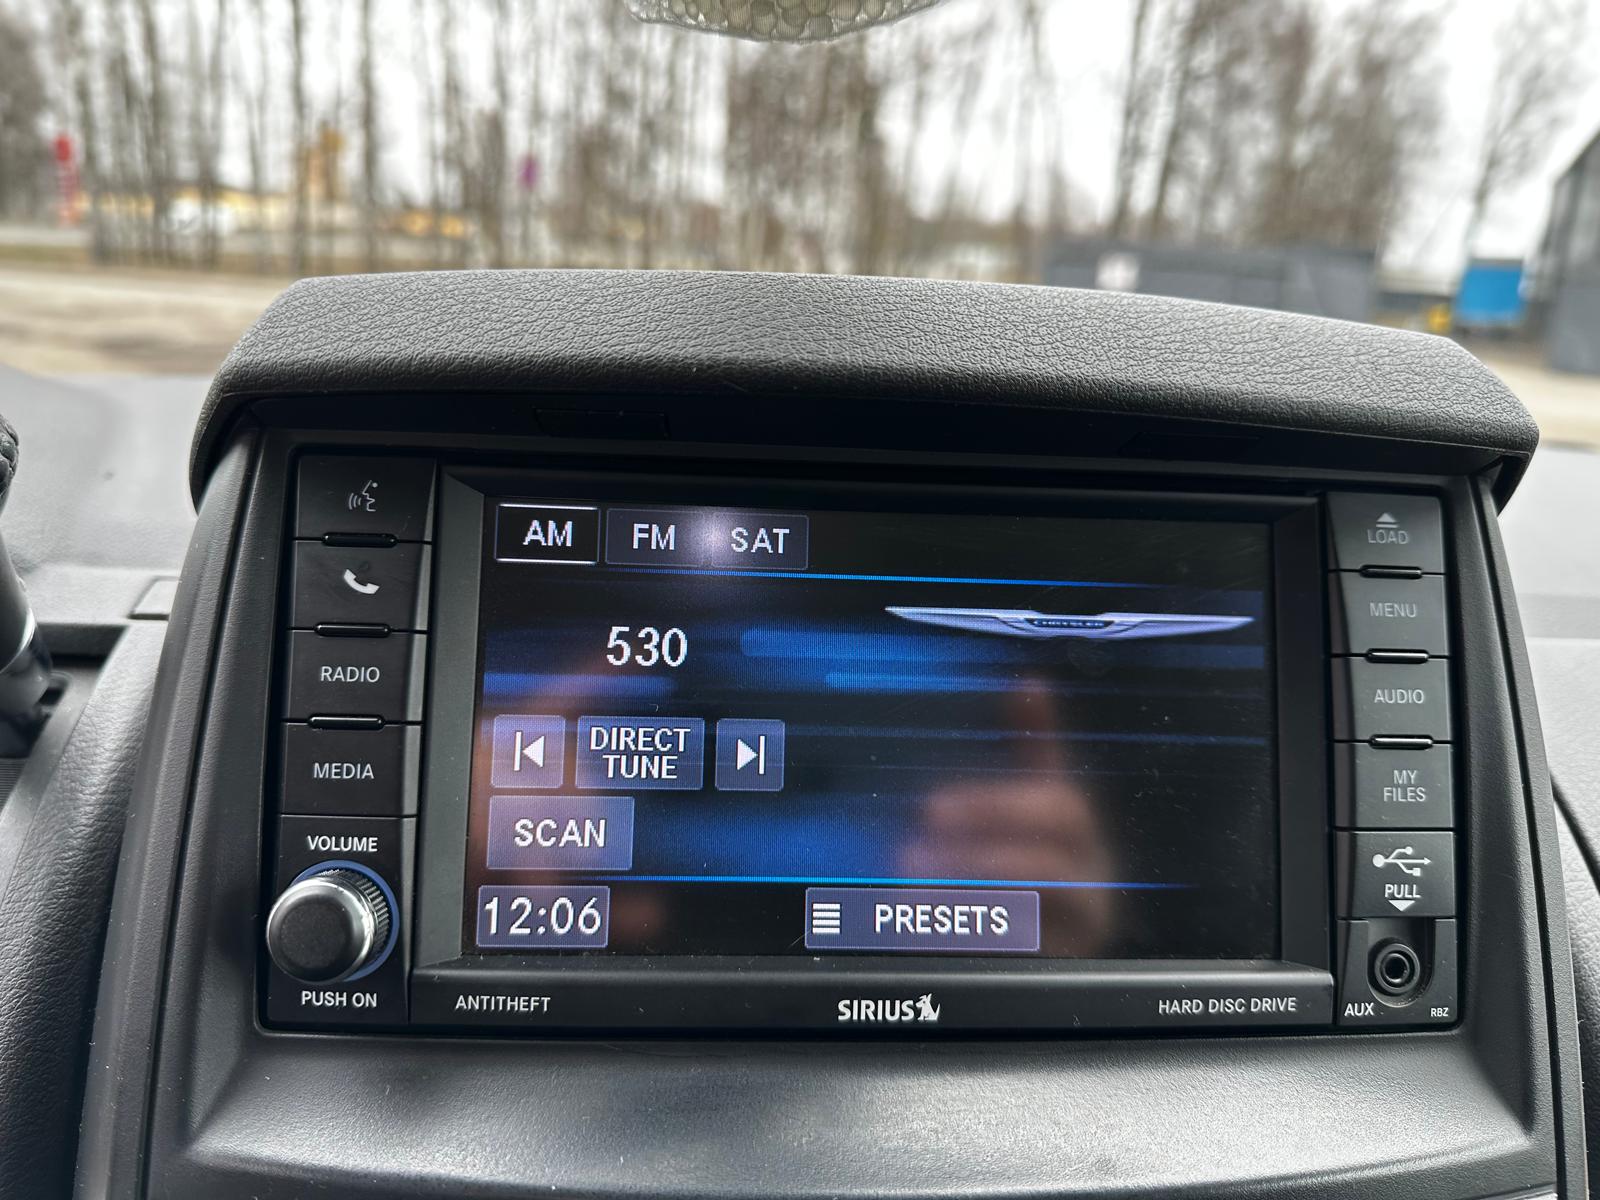 AM
FM
SAT
CHRYSLER
530
DIRECT
TUNE
SCAN
12:06
PRESETS
RADIO
MEDIA
VOLUME
PUSH ON
LOAD
MENU
AUDIO
MY
FILES
PULL
AUX
RBZ
ANTITHEFT
SIRIUS
HARD DISC DRIVE